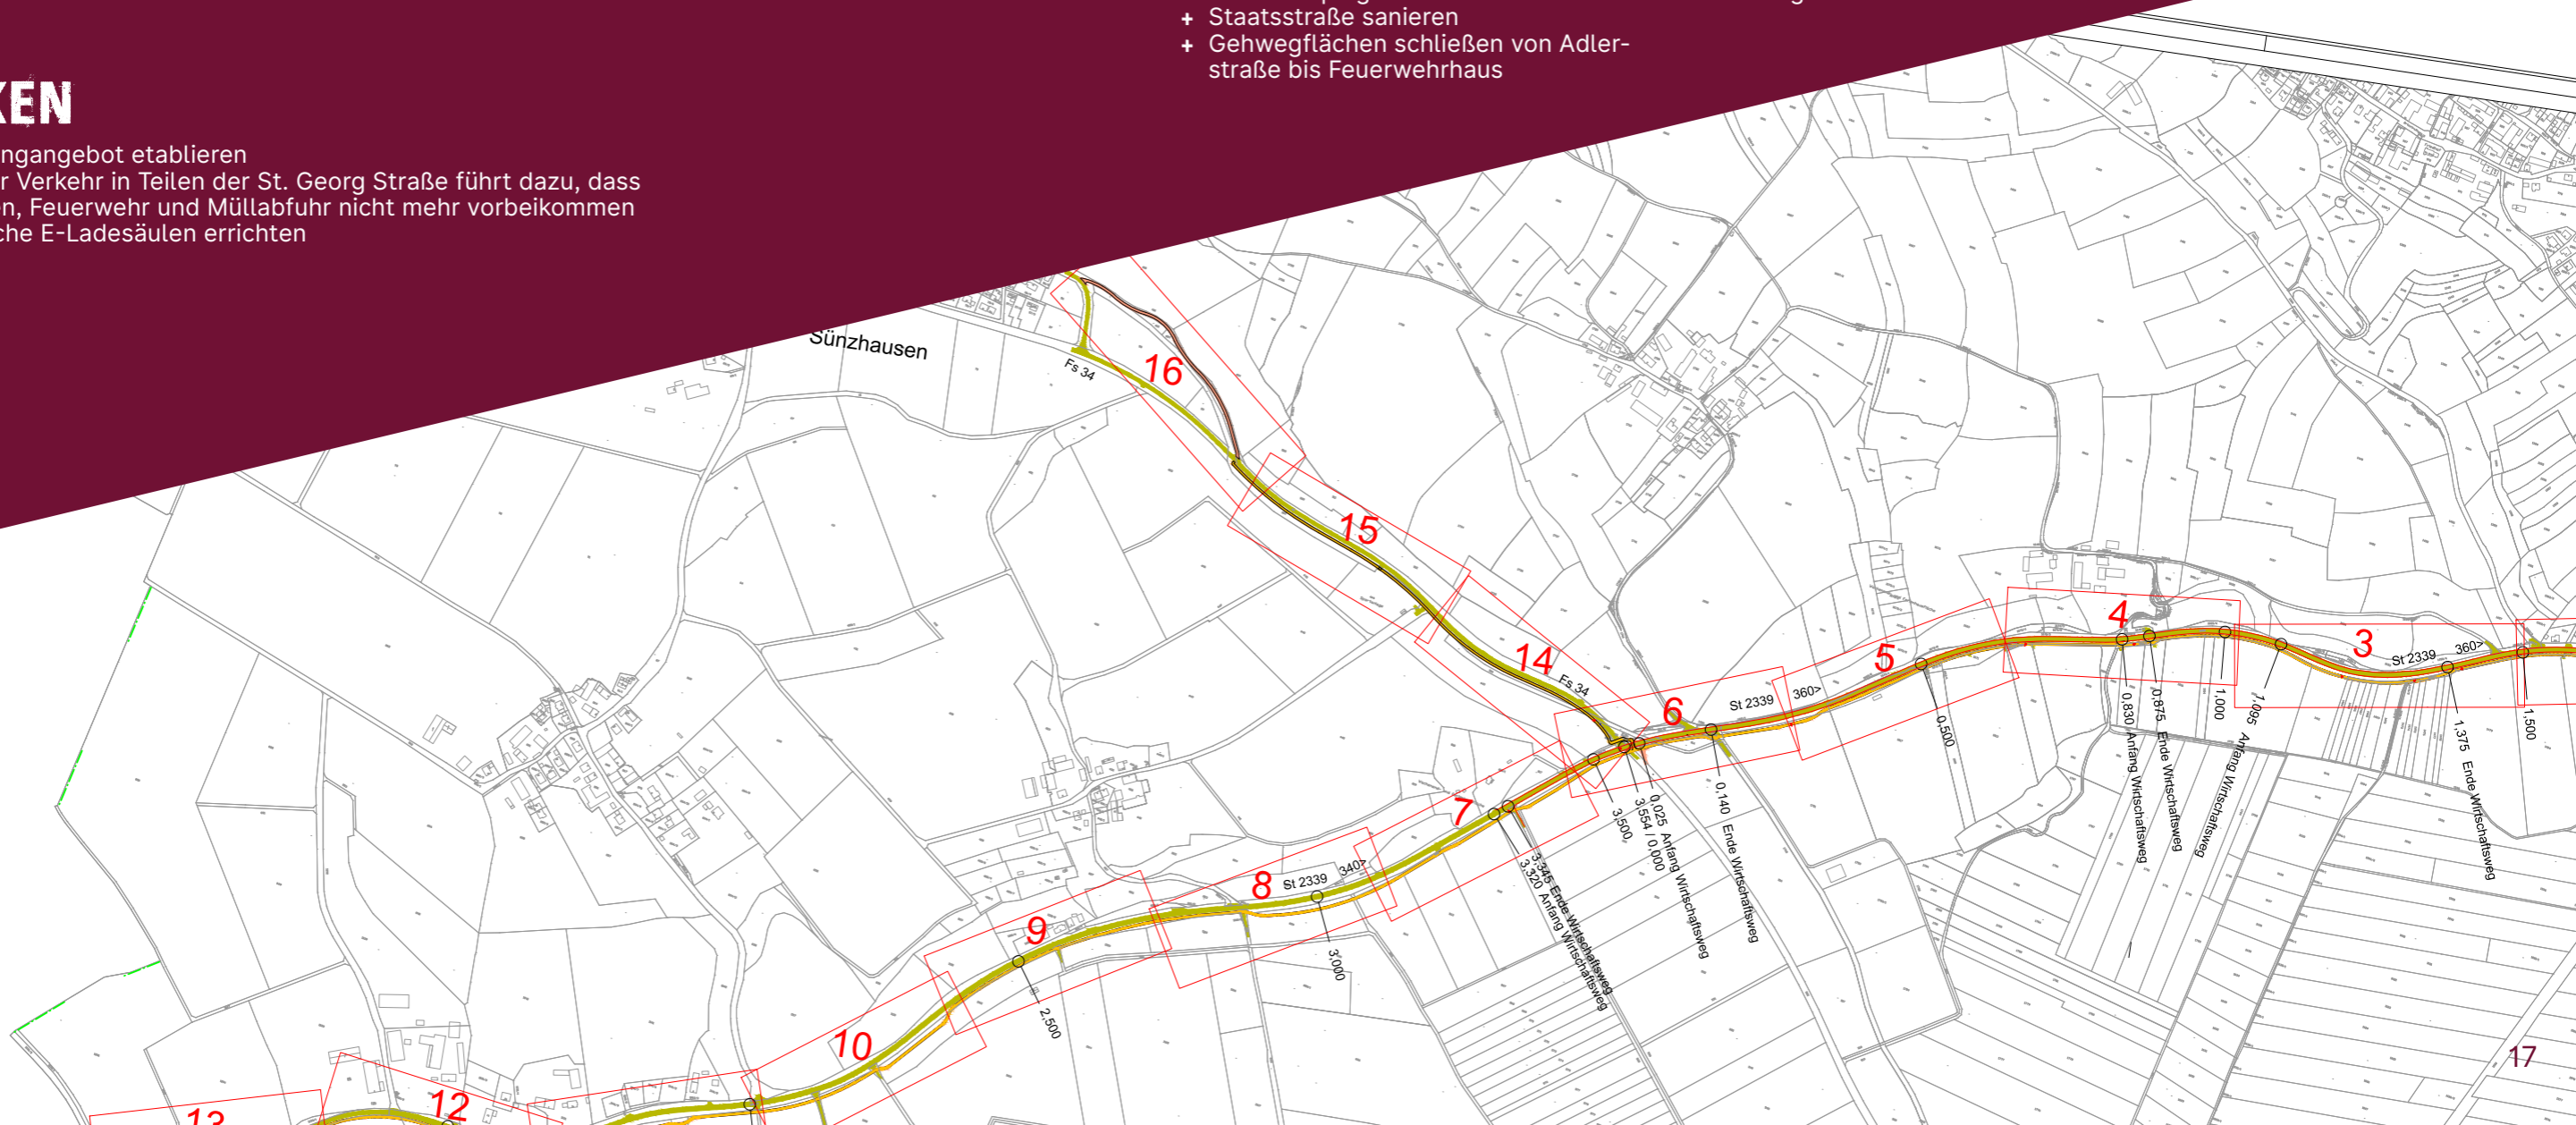 + Staatsstraße sanieren
+ Gehwegflächen schließen von Adler-
straße bis Feuerwehrhaus
KEN
ngangebot etablieren
r Verkehr in Teilen der St. Georg Straße führt dazu, dass
n, Feuerwehr und Müllabfuhr nicht mehr vorbeikommen
che E-Ladesäulen errichten
Sünzhausen
Fs 34
16
15
14
Fs 34
6
St 2339
360>
5
4
3
St 2339
360>
0,500
0,830 Anfang Wirtschaftsweg
0,875 Ende Wirtschaftsweg
1,000
1,095 Anfang Wirtschaftsweg
1,375 Ende Wirtschaftsweg
1,500
7
3,500
3,554 / 0,000
0,025 Anfang Wirtschaftsweg
0,140 Ende Wirtschaftsweg
3,345 Ende Wirtschaftsweg
3,320 Anfang Wirtschaftsweg
8
St 2339
340>
3,000
9
2,500
10
12
13
17